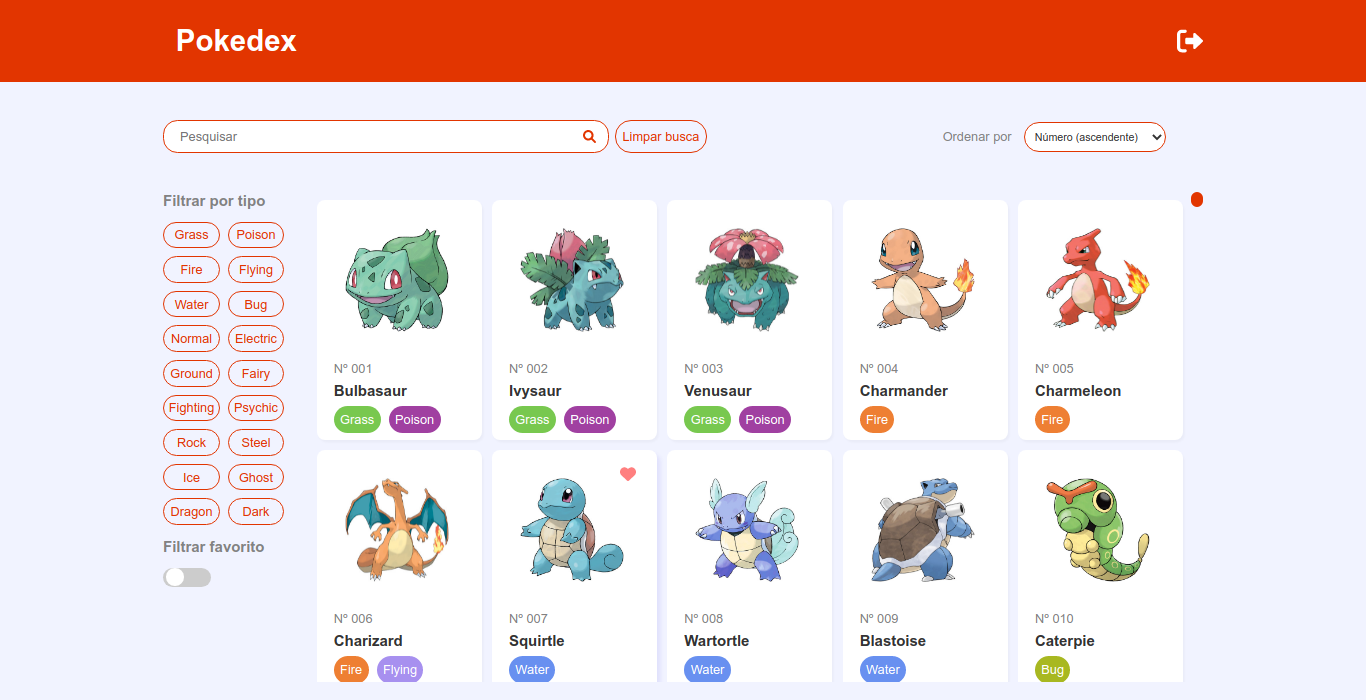 Pokedex
Pesquisar
Limpar busca
Ordenar por
Número (ascendente)
Filtrar por tipo
Grass Poison
Fire Flying
Water Bug
Normal Electric
Ground Fairy
Fighting Psychic
Rock Steel
Ice Ghost
Dragon Dark
Filtrar favorito
Nº 001
Bulbasaur
Grass Poison
Nº 002
Ivysaur
Grass Poison
Nº 003
Venusaur
Grass Poison
Nº 004
Charmander
Fire
Nº 005
Charmeleon
Fire
Nº 006
Charizard
Fire Flying
Nº 007
Squirtle
Water
Nº 008
Wartortle
Water
Nº 009
Blastoise
Water
Nº 010
Caterpie
Bug